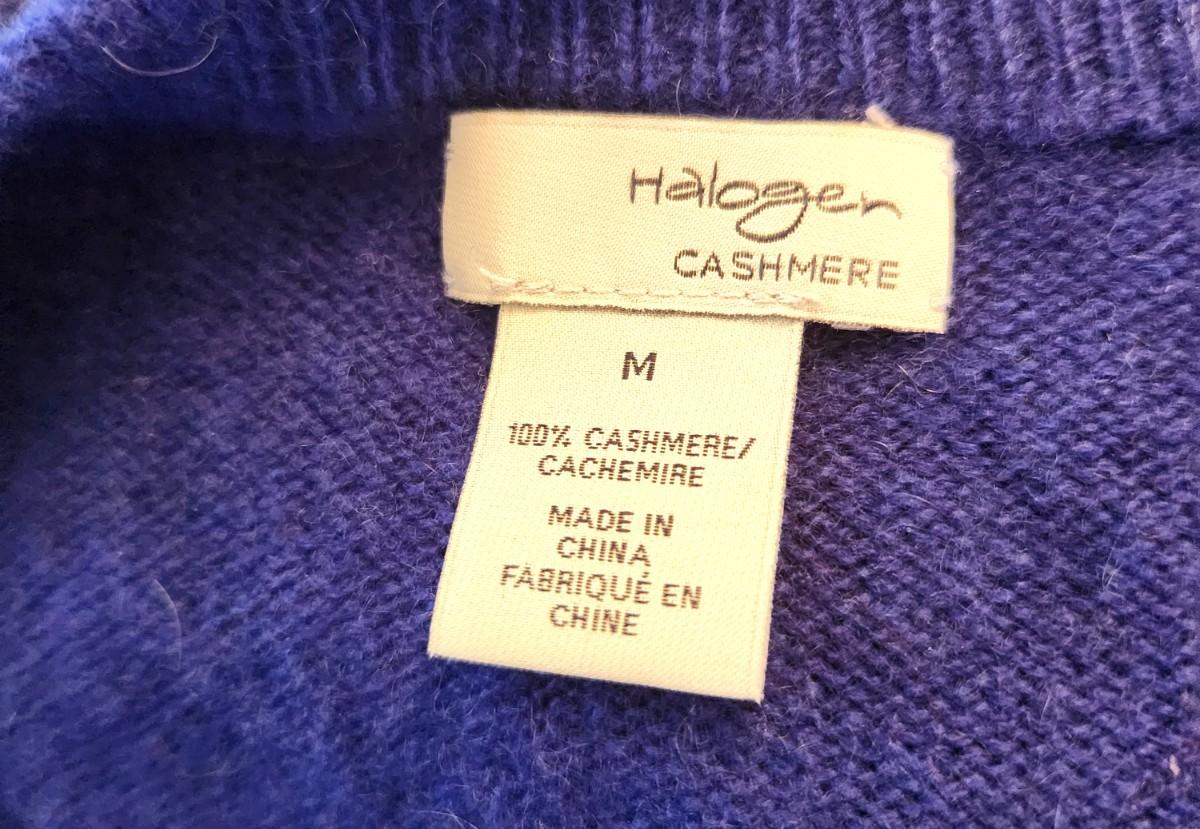 Halogen
CASHMERE
M
100% CASHMERE/
CACHEMIRE
MADE IN
CHINA
FABRIQUÉ EN
CHINE